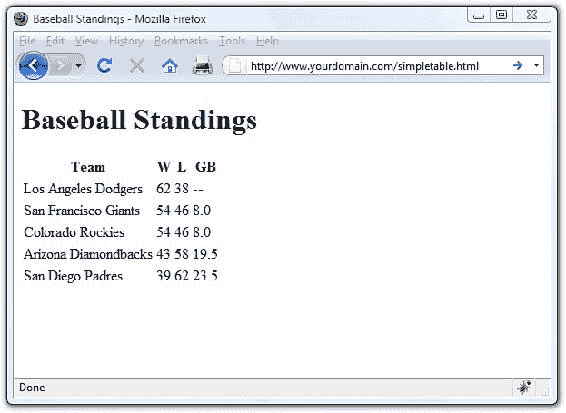 Baseball Standings - Mozilla Firefox
File Edit View History Bookmarks Tools Help
http://www.yourdomain.com/simpletable.html
Baseball Standings
Team W L GB
Los Angeles Dodgers 62 38 --
San Francisco Giants 54 46 8.0
Colorado Rockies 54 46 8.0
Arizona Diamondbacks 43 58 19.5
San Diego Padres 39 62 23.5
Done